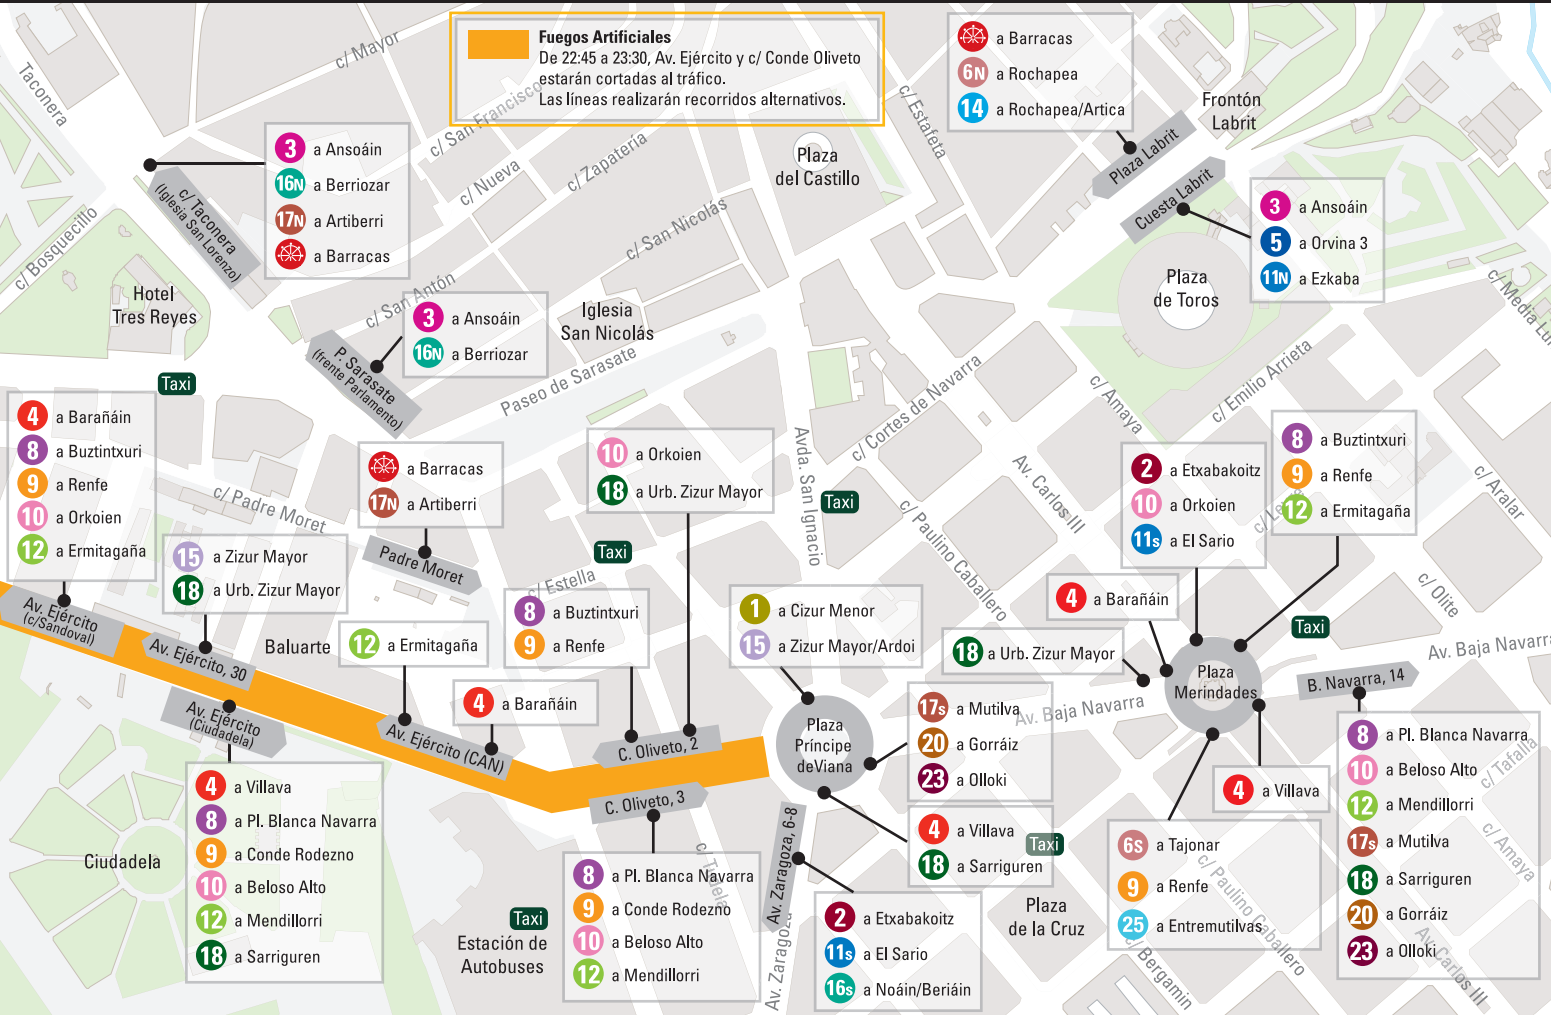 Fuegos Artificiales
De 22:45 a 23:30, Av. Ejército y c/ Conde Oliveto
estarán cortadas al tráfico.
Las líneas realizarán recorridos alternativos.
a Barracas
6N a Rochapea
14 a Rochapea/Artica
Plaza Labrit
Frontón
Labrit
Cuesta Labrit
3 a Ansoáin
5 a Orvina 3
11N a Ezkaba
Plaza
de Toros
c/ Media Lu
Taconera
c/ Mayor
c/ San Francisco
c/ Nueva
c/ Zapatería
c/ Estafeta
Plaza
del Castillo
c/ San Nicolás
c/ San Antón
c/ Bosquecillo
c/ Taconera
(Iglesia San Lorenzo)
3 a Ansoáin
16N a Berriozar
17N a Artiberri
a Barracas
Hotel
Tres Reyes
3 a Ansoáin
16N a Berriozar
P. Sarasate
(frente Parlamento)
Iglesia
San Nicolás
Paseo de Sarasate
Taxi
4 a Barañáin
8 a Buztintxuri
9 a Renfe
10 a Orkoien
12 a Ermitagaña
Av. Ejército
(c/Sandoval)
c/ Padre Moret
15 a Zizur Mayor
18 a Urb. Zizur Mayor
Av. Ejército, 30
a Barracas
17N a Artiberri
Padre Moret
Baluarte
12 a Ermitagaña
Av. Ejército (CAN)
4 a Barañáin
10 a Orkoien
18 a Urb. Zizur Mayor
Taxi
c/ Estella
8 a Buztintxuri
9 a Renfe
C. Oliveto, 2
Avda. San Ignacio
Taxi
c/ Cortes de Navarra
c/ Paulino Caballero
Av. Carlos III
c/ Amaya
c/ Emilio Arrieta
c/ Aralar
c/ Olite
1 a Cizur Menor
15 a Zizur Mayor/Ardoi
Plaza
Príncipe
deViana
17s a Mutilva
20 a Gorráiz
23 a Olloki
4 a Villava
18 a Sarriguren
Taxi
2 a Etxabakoitz
10 a Orkoien
11s a El Sario
8 a Buztintxuri
9 a Renfe
12 a Ermitagaña
4 a Barañáin
18 a Urb. Zizur Mayor
Plaza
Merindades
Taxi
Av. Baja Navarra
Av. Baja Navarra
B. Navarra, 14
8 a Pl. Blanca Navarra
10 a Beloso Alto
12 a Mendillorri
17s a Mutilva
18 a Sarriguren
20 a Gorráiz
23 a Olloki
4 a Villava
6s a Tajonar
9 a Renfe
25 a Entremutilvas
c/ Paulino Caballero
c/ Bergamin
Av. Carlos III
c/ Tafalla
c/ Amaya
Plaza
de la Cruz
Av. Ejército
(Ciudadela)
4 a Villava
8 a Pl. Blanca Navarra
9 a Conde Rodezno
10 a Beloso Alto
12 a Mendillorri
18 a Sarriguren
Ciudadela
C. Oliveto, 3
8 a Pl. Blanca Navarra
9 a Conde Rodezno
10 a Beloso Alto
12 a Mendillorri
c/ Tudela
Taxi
Estación de
Autobuses
Av. Zaragoza, 6-8
Av. Zaragoza
2 a Etxabakoitz
11s a El Sario
16s a Noáin/Beriáin